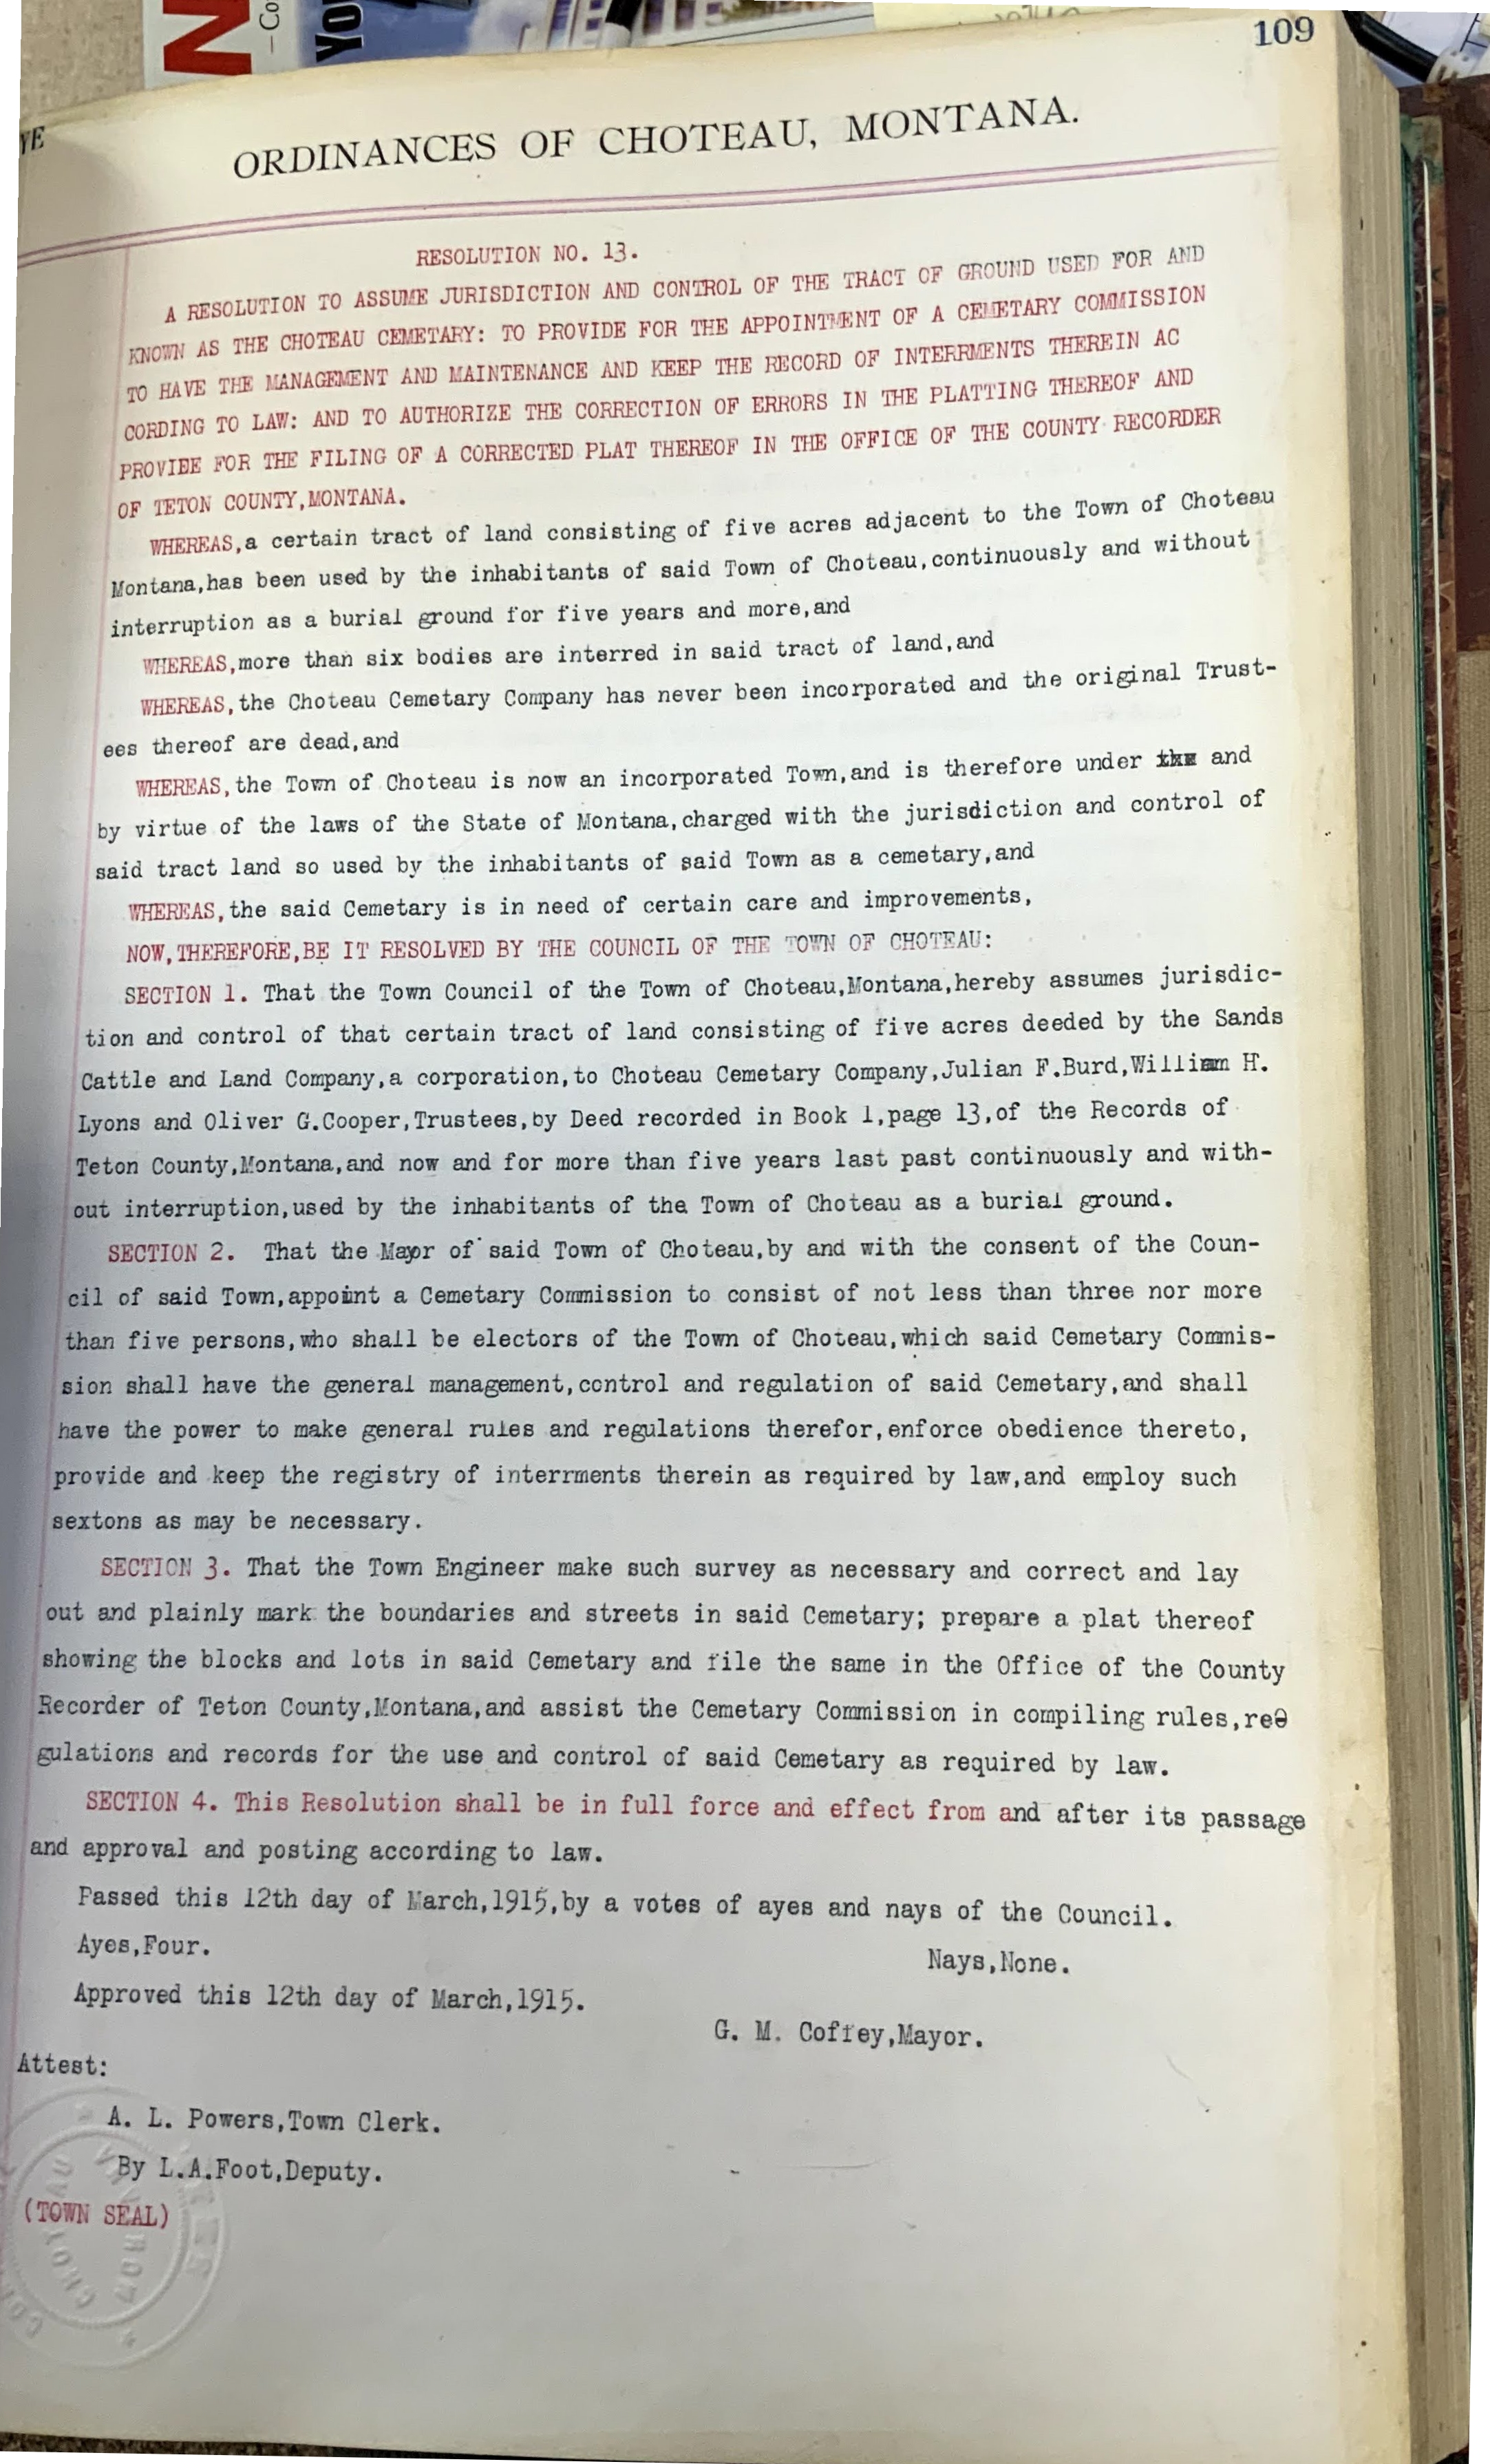 N
– Co
You
109
YE
ORDINANCES OF CHOTEAU, MONTANA.
RESOLUTION NO. 13.
A RESOLUTION TO ASSUME JURISDICTION AND CONTROL OF THE TRACT OF GROUND USED FOR AND
KNOWN AS THE CHOTEAU CEMETARY: TO PROVIDE FOR THE APPOINTMENT OF A CEMETARY COMMISSION
TO HAVE THE MANAGEMENT AND MAINTENANCE AND KEEP THE RECORD OF INTERRMENTS THEREIN AC
CORDING TO LAW: AND TO AUTHORIZE THE CORRECTION OF ERRORS IN THE PLATTING THEREOF AND
PROVIDE FOR THE FILING OF A CORRECTED PLAT THEREOF IN THE OFFICE OF THE COUNTY RECORDER
OF TETON COUNTY,MONTANA.
WHEREAS,a certain tract of land consisting of five acres adjacent to the Town of Choteau
Montana,has been used by the inhabitants of said Town of Choteau,continuously and without
interruption as a burial ground for five years and more,and
WHEREAS,more than six bodies are interred in said tract of land,and
WHEREAS,the Choteau Cemetary Company has never been incorporated and the original Trust-
ees thereof are dead,and
WHEREAS,the Town of Choteau is now an incorporated Town,and is therefore under and
by virtue of the laws of the State of Montana,charged with the jurisdiction and control of
said tract land so used by the inhabitants of said Town as a cemetary,and
WHEREAS,the said Cemetary is in need of certain care and improvements,
NOW,THEREFORE,BE IT RESOLVED BY THE COUNCIL OF THE TOWN OF CHOTEAU:
SECTION 1. That the Town Council of the Town of Choteau,Montana,hereby assumes jurisdic-
tion and control of that certain tract of land consisting of five acres deeded by the Sands
Cattle and Land Company,a corporation,to Choteau Cemetary Company,Julian F.Burd,William H.
Lyons and Oliver G.Cooper,Trustees,by Deed recorded in Book 1,page 13,of the Records of
Teton County,Montana,and now and for more than five years last past continuously and with-
out interruption,used by the inhabitants of the Town of Choteau as a burial ground.
SECTION 2. That the Mayor of said Town of Choteau,by and with the consent of the Coun-
cil of said Town,appoint a Cemetary Commission to consist of not less than three nor more
than five persons,who shall be electors of the Town of Choteau,which said Cemetary Commis-
sion shall have the general management,control and regulation of said Cemetary,and shall
have the power to make general rules and regulations therefor,enforce obedience thereto,
provide and keep the registry of interrments therein as required by law,and employ such
sextons as may be necessary.
SECTION 3. That the Town Engineer make such survey as necessary and correct and lay
out and plainly mark the boundaries and streets in said Cemetary; prepare a plat thereof
showing the blocks and lots in said Cemetary and file the same in the Office of the County
Recorder of Teton County,Montana,and assist the Cemetary Commission in compiling rules,re-
gulations and records for the use and control of said Cemetary as required by law.
SECTION 4. This Resolution shall be in full force and effect from and after its passage
and approval and posting according to law.
Passed this 12th day of March,1915,by a votes of ayes and nays of the Council.
Ayes,Four. Nays,None.
Approved this 12th day of March,1915.
G. M. Coffey,Mayor.
Attest:
A. L. Powers,Town Clerk.
By L.A.Foot,Deputy.
(TOWN SEAL)